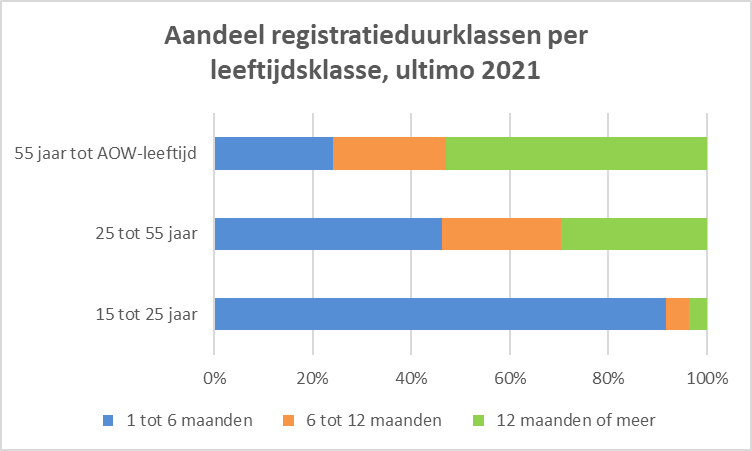 Aandeel registratieduurklassen per
leeftijdsklasse, ultimo 2021
55 jaar tot AOW-leeftijd
25 tot 55 jaar
15 tot 25 jaar
0% 20% 40% 60% 80% 100%
1 tot 6 maanden 6 tot 12 maanden 12 maanden of meer